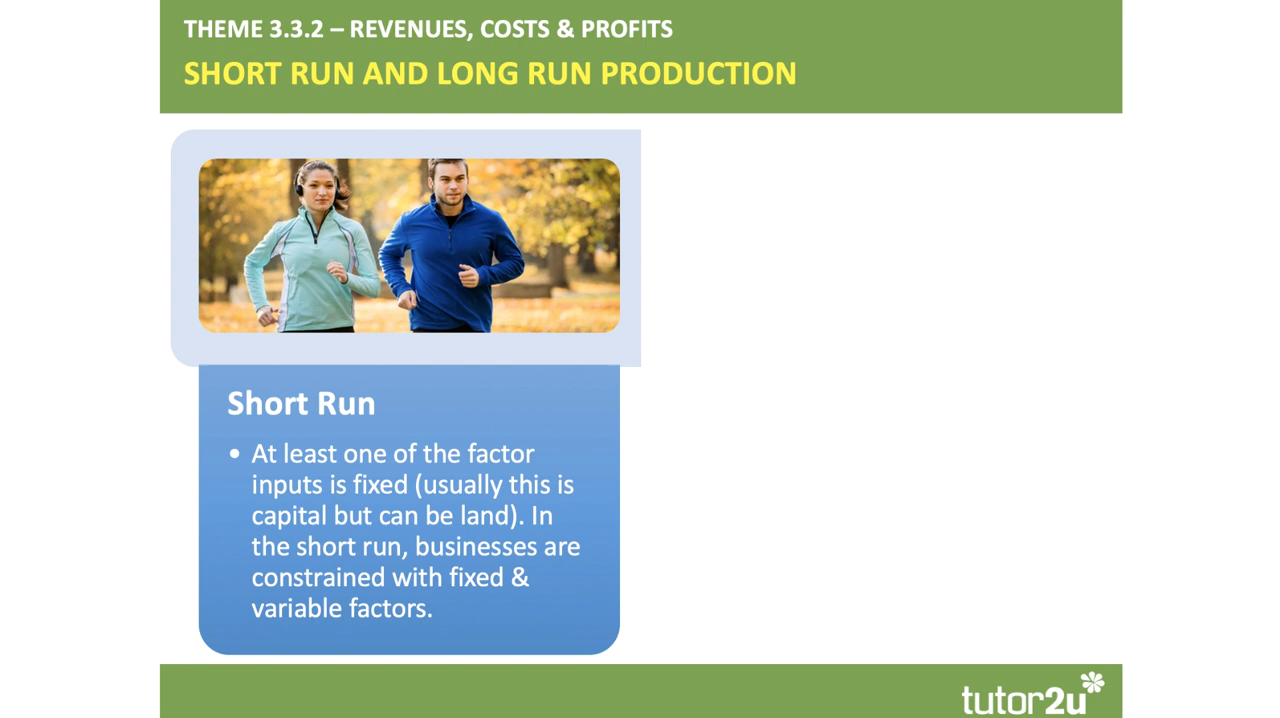 THEME 3.3.2 – REVENUES, COSTS & PROFITS
SHORT RUN AND LONG RUN PRODUCTION
Short Run
• At least one of the factor
inputs is fixed (usually this is
capital but can be land). In
the short run, businesses are
constrained with fixed &
variable factors.
tutor2u